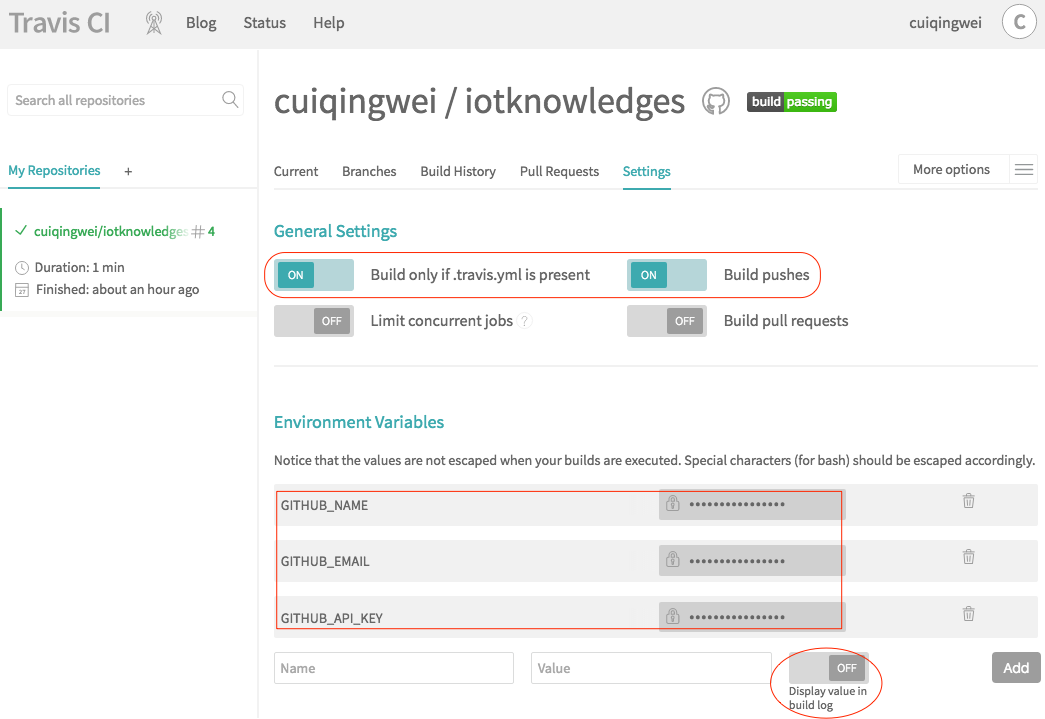 Travis CI Blog Status Help cuiqingwei C
Search all repositories
cuiqingwei / iotknowledges build passing
My Repositories +
Current Branches Build History Pull Requests Settings More options
cuiqingwei/iotknowledges # 4
Duration: 1 min
27 Finished: about an hour ago
General Settings
ON Build only if .travis.yml is present ON Build pushes
OFF Limit concurrent jobs ? OFF Build pull requests
Environment Variables
Notice that the values are not escaped when your builds are executed. Special characters (for bash) should be escaped accordingly.
GITHUB_NAME ••••••••••••••••
GITHUB_EMAIL ••••••••••••••••
GITHUB_API_KEY ••••••••••••••••
Name Value OFF Add
Display value in
build log